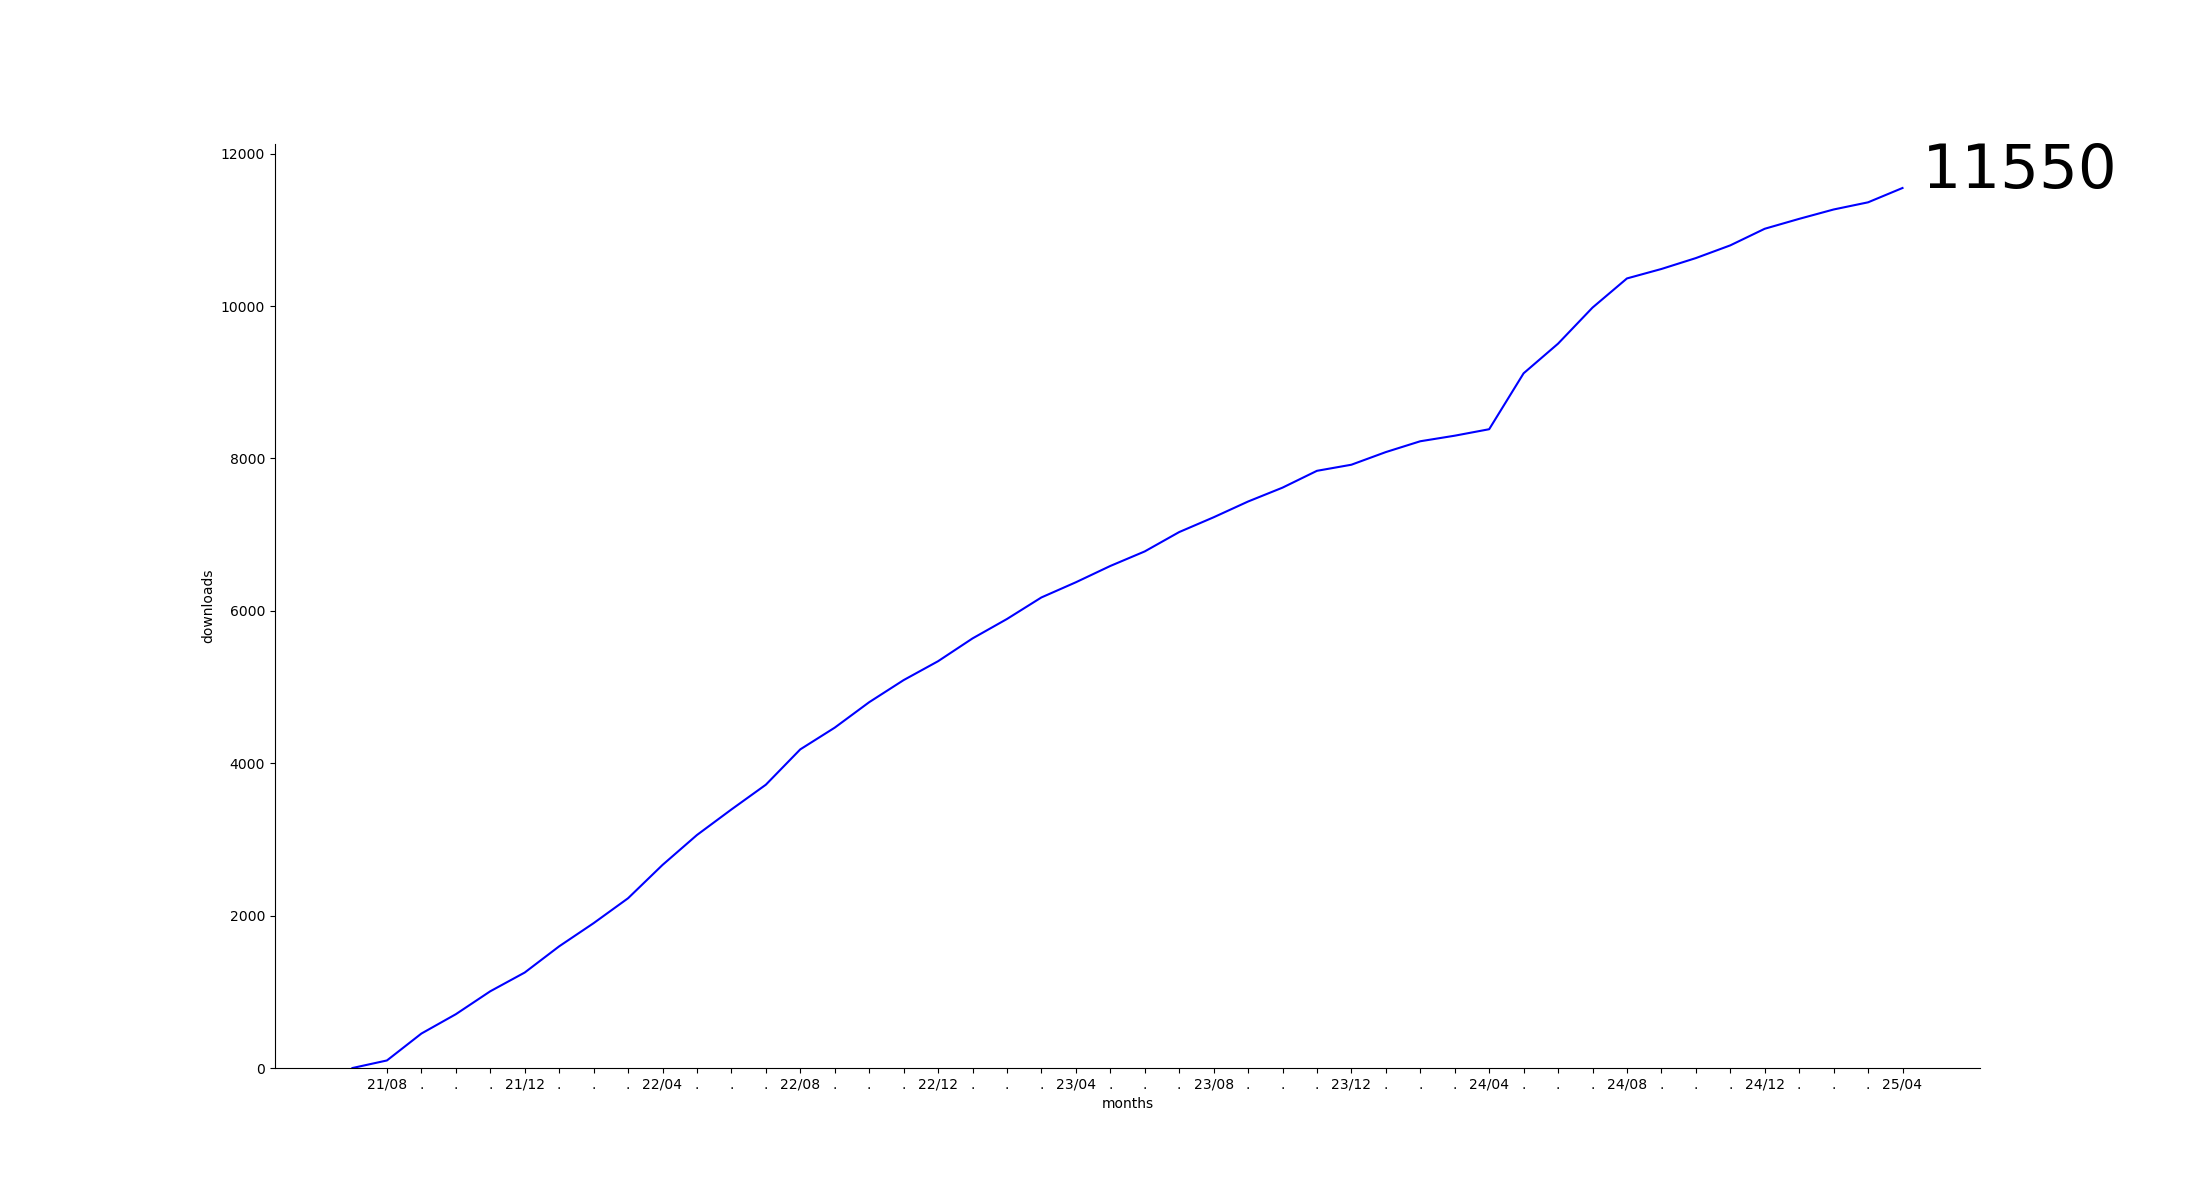 11550
12000
10000
8000
6000
4000
2000
0
downloads
21/08 . . . 21/12 . . . 22/04 . . . 22/08 . . . 22/12 . . . 23/04 . . . 23/08 . . . 23/12 . . . 24/04 . . . 24/08 . . . 24/12 . . . 25/04
months